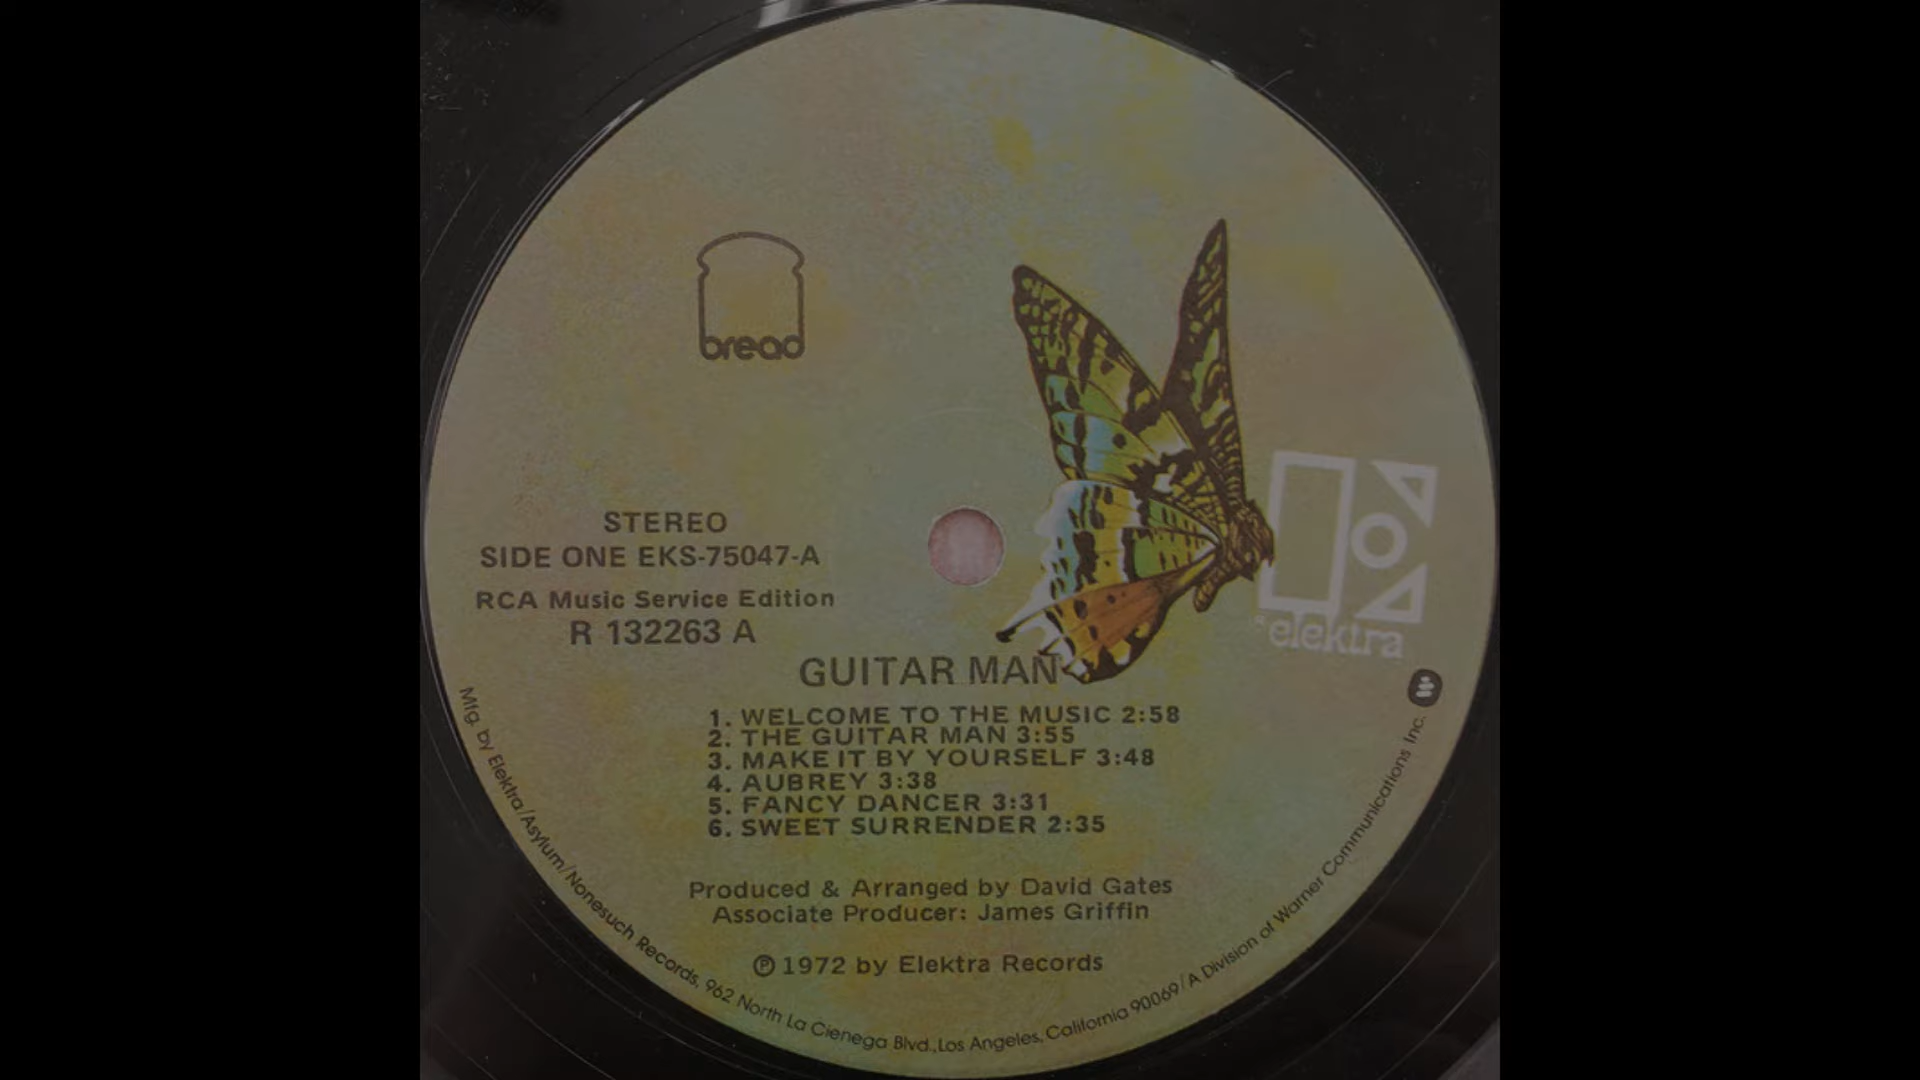 bread
STEREO
SIDE ONE EKS-75047-A
RCA Music Service Edition
R 132263 A
® elektra
GUITAR MAN
1. WELCOME TO THE MUSIC 2:58
2. THE GUITAR MAN 3:55
3. MAKE IT BY YOURSELF 3:48
4. AUBREY 3:38
5. FANCY DANCER 3:31
6. SWEET SURRENDER 2:35
Produced & Arranged by David Gates
Associate Producer: James Griffin
℗ 1972 by Elektra Records
Mfg. by Elektra/Asylum/Nonesuch Records, 962 North La Cienega Blvd., Los Angeles, California 90069/A Division of Warner Communications Inc.